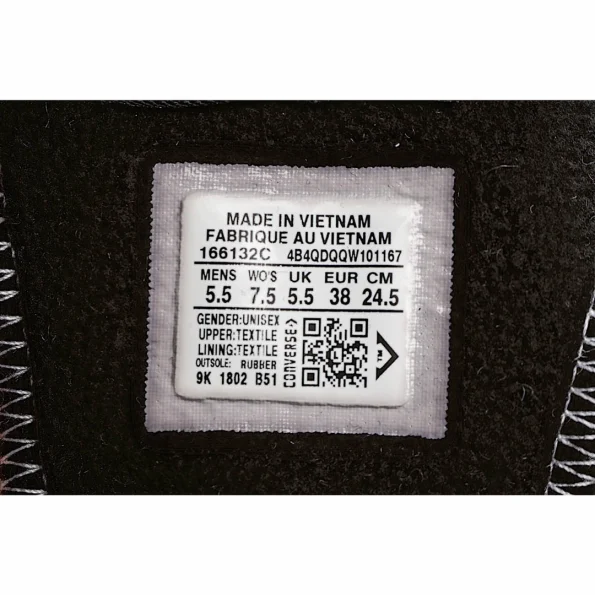 MADE IN VIETNAM
FABRIQUE AU VIETNAM
166132C 4B4QDQQW101167
MENS WO'S UK EUR CM
5.5 7.5 5.5 38 24.5
GENDER:UNISEX
UPPER:TEXTILE
LINING:TEXTILE
OUTSOLE: RUBBER
9K 1802 B51
CONVERSE